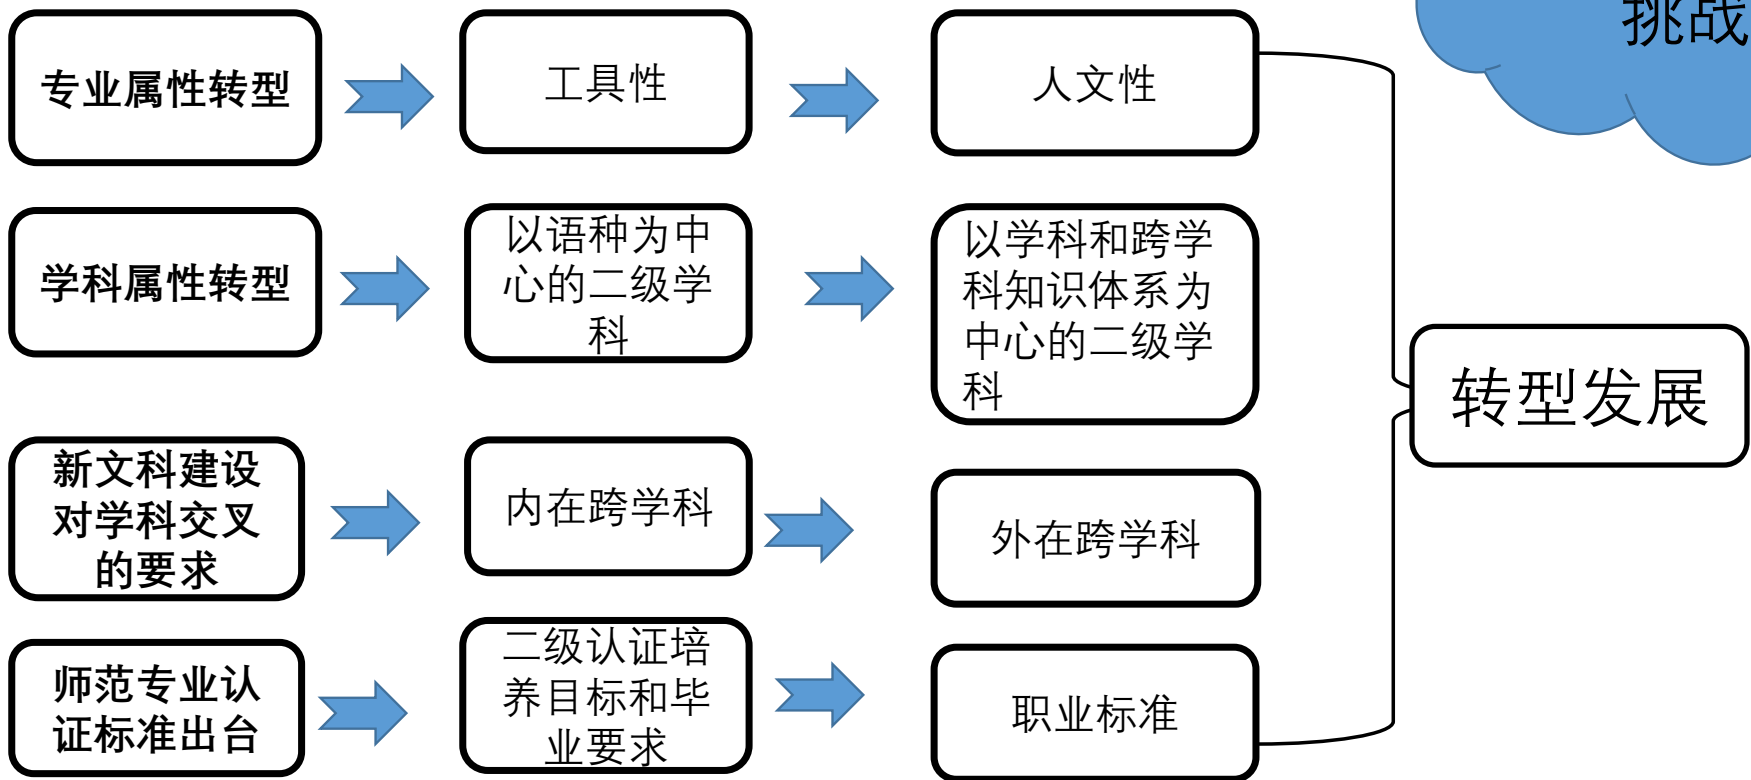 挑战
专业属性转型
工具性
人文性
学科属性转型
以语种为中
心的二级学
科
以学科和跨学
科知识体系为
中心的二级学
科
转型发展
新文科建设
对学科交叉
的要求
内在跨学科
外在跨学科
师范专业认
证标准出台
二级认证培
养目标和毕
业要求
职业标准